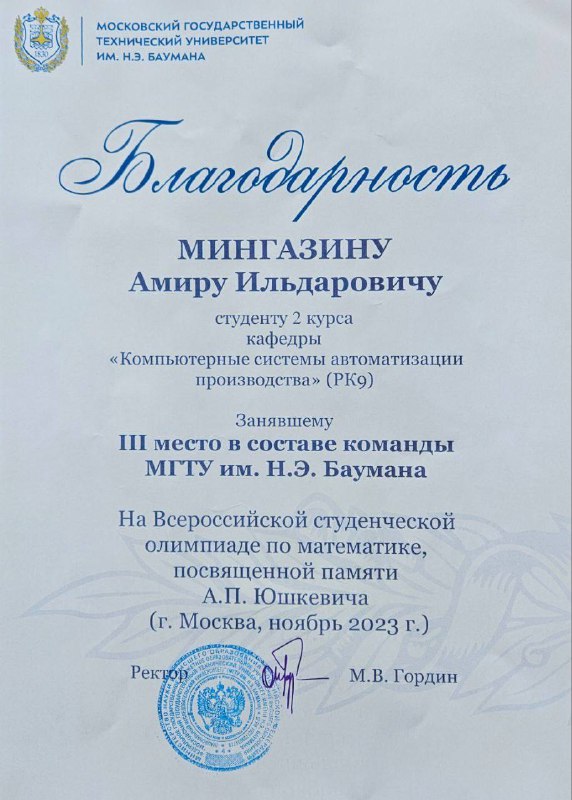 МОСКОВСКИЙ ГОСУДАРСТВЕННЫЙ
ТЕХНИЧЕСКИЙ УНИВЕРСИТЕТ
ИМ. Н.Э. БАУМАНА
1830
Благодарность
МИНГАЗИНУ
Амиру Ильдаровичу
студенту 2 курса
кафедры
«Компьютерные системы автоматизации
производства» (РК9)
Занявшему
III место в составе команды
МГТУ им. Н.Э. Баумана
На Всероссийской студенческой
олимпиаде по математике,
посвященной памяти
А.П. Юшкевича
(г. Москва, ноябрь 2023 г.)
Ректор
М.В. Гордин